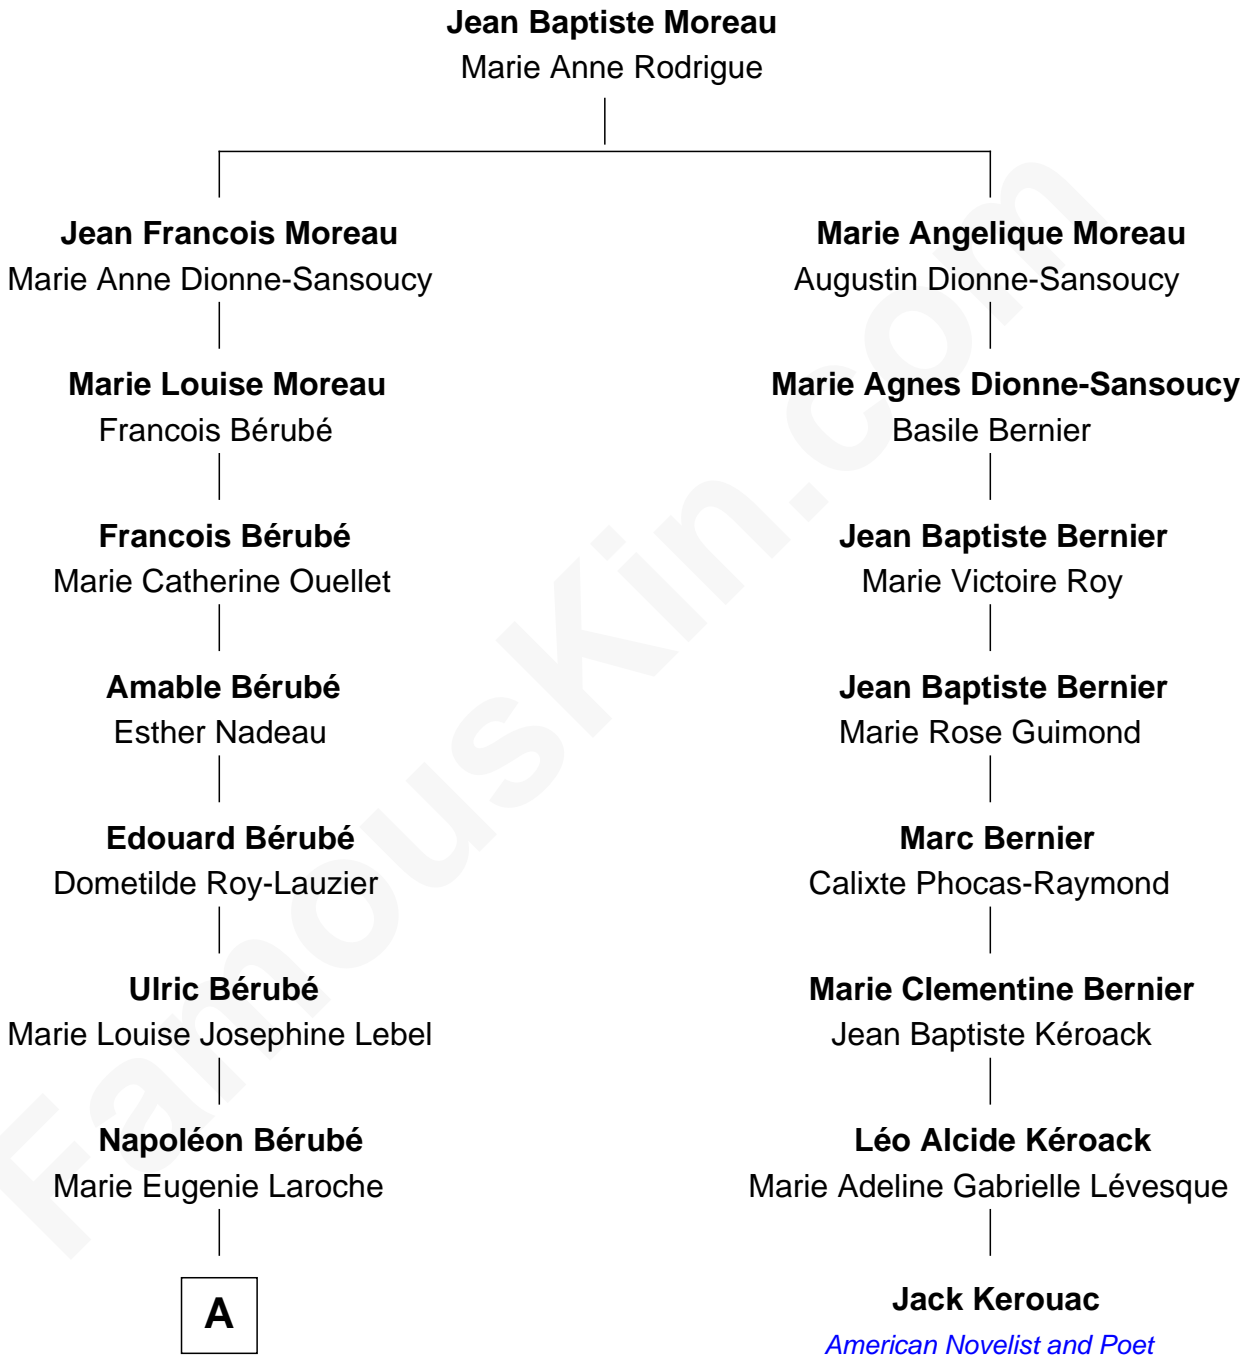 Jean Baptiste Moreau
Marie Anne Rodrigue
Jean Francois Moreau
Marie Anne Dionne-Sansoucy
Marie Angelique Moreau
Augustin Dionne-Sansoucy
Marie Louise Moreau
Francois Bérubé
Marie Agnes Dionne-Sansoucy
Basile Bernier
Francois Bérubé
Marie Catherine Ouellet
Jean Baptiste Bernier
Marie Victoire Roy
Amable Bérubé
Esther Nadeau
Jean Baptiste Bernier
Marie Rose Guimond
Edouard Bérubé
Dometilde Roy-Lauzier
Marc Bernier
Calixte Phocas-Raymond
Ulric Bérubé
Marie Louise Josephine Lebel
Marie Clementine Bernier
Jean Baptiste Kéroack
Napoléon Bérubé
Marie Eugenie Laroche
Léo Alcide Kéroack
Marie Adeline Gabrielle Lévesque
A
Jack Kerouac
American Novelist and Poet
FamousKin.com